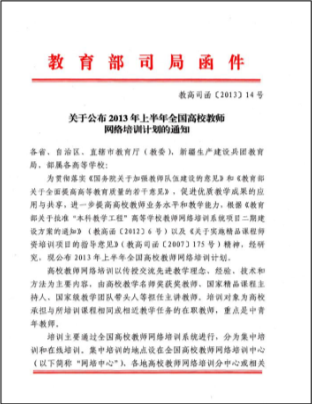 教育部司局函件
教高司函〔2013〕14号
关于公布2013年上半年全国高校教师
网络培训计划的通知
各省、自治区、直辖市教育厅（教委），新疆生产建设兵团教育
局，部属各高等学校：
为贯彻落实《国务院关于加强教师队伍建设的意见》和《教育部
关于全面提高高等教育质量的若干意见》，促进优质教学成果的
应用与共享，进一步提高高校教师业务水平和教学能力，根据《教育
部关于批准“本科教学工程”高等学校教师网络培训系统项目二期建
设方案的通知》（教高函〔2012〕6号）以及《关于实施精品课程师
资培训项目的指导意见》（教高司函〔2007〕175号）精神，经研
究，现公布2013年上半年全国高校教师网络培训计划。
高校教师网络培训以传授交流先进教学理念、经验、技术和
方法为主要内容，由高校教学名师奖获奖教师、国家精品课程主
持人、国家级教学团队带头人等担任主讲教师，培训对象为高校
承担与所培训课程相同或相近教学任务的在职教师，重点是中青
年教师。
培训主要通过全国高校教师网络培训系统进行，分为集中培
训和在线培训。集中培训的地点设在全国高校教师网络培训中心
（以下简称“网培中心”）、各地高校教师网络培训分中心或相关